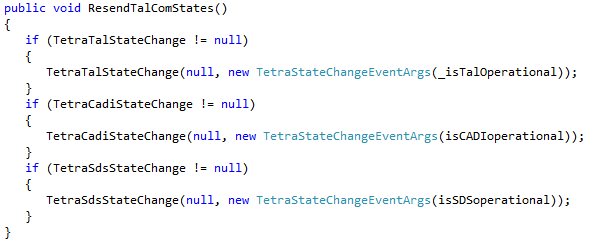 public void ResendTalComStates()
{
if (TetraTalStateChange != null)
{
TetraTalStateChange(null, new TetraStateChangeEventArgs(_isTalOperational));
}
if (TetraCadiStateChange != null)
{
TetraCadiStateChange(null, new TetraStateChangeEventArgs(isCADIoperational));
}
if (TetraSdsStateChange != null)
{
TetraSdsStateChange(null, new TetraStateChangeEventArgs(isSDSoperational));
}
}